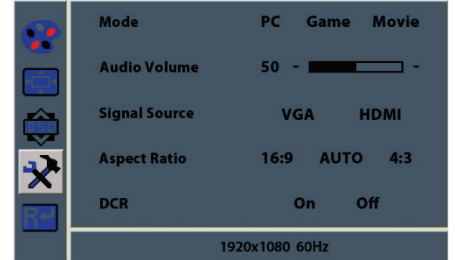 Mode PC Game Movie
Audio Volume 50 - -
Signal Source VGA HDMI
OSD
Aspect Ratio 16:9 AUTO 4:3
DCR On Off
R
1920x1080 60Hz